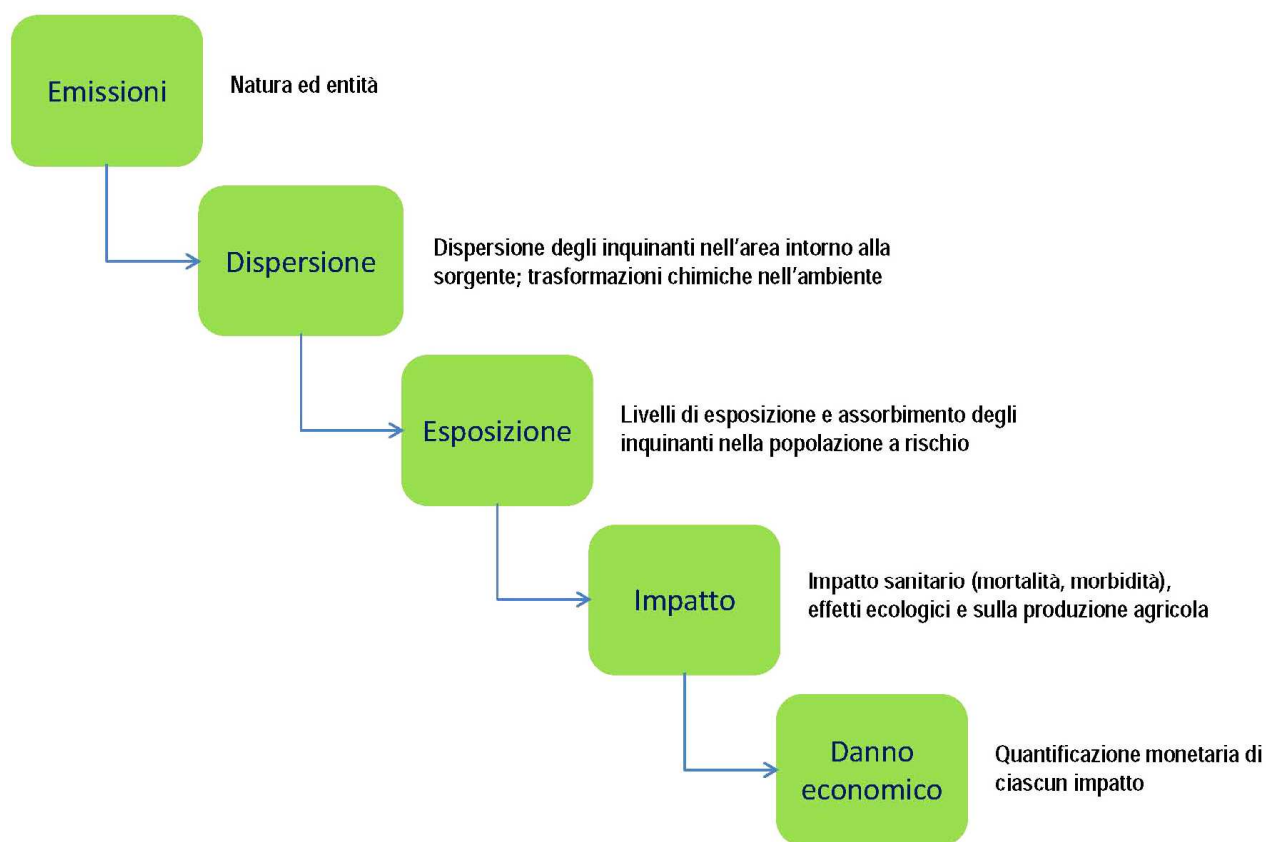 Emissioni
Natura ed entità
Dispersione
Dispersione degli inquinanti nell'area intorno alla
sorgente; trasformazioni chimiche nell'ambiente
Esposizione
Livelli di esposizione e assorbimento degli
inquinanti nella popolazione a rischio
Impatto
Impatto sanitario (mortalità, morbidità),
effetti ecologici e sulla produzione agricola
Danno
economico
Quantificazione monetaria di
ciascun impatto